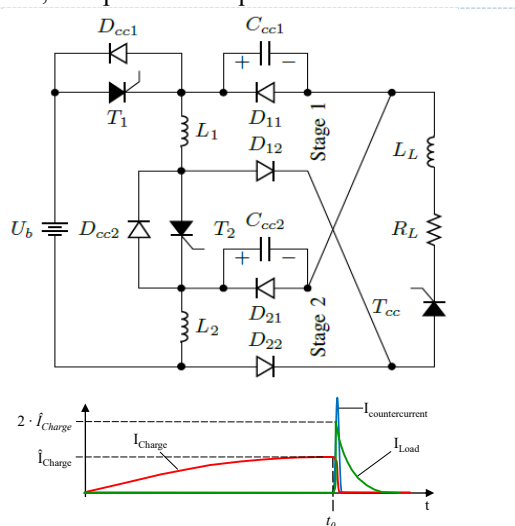 D_cc1
C_cc1
+ −
T_1
D_11
L_1
D_12
Stage 1
L_L
U_b
D_cc2
T_2
C_cc2
R_L
+ −
D_21
T_cc
L_2
Stage 2
D_22
I_countercurrent
2 · Î_Charge
I_Charge
I_Load
Î_Charge
t_0
t